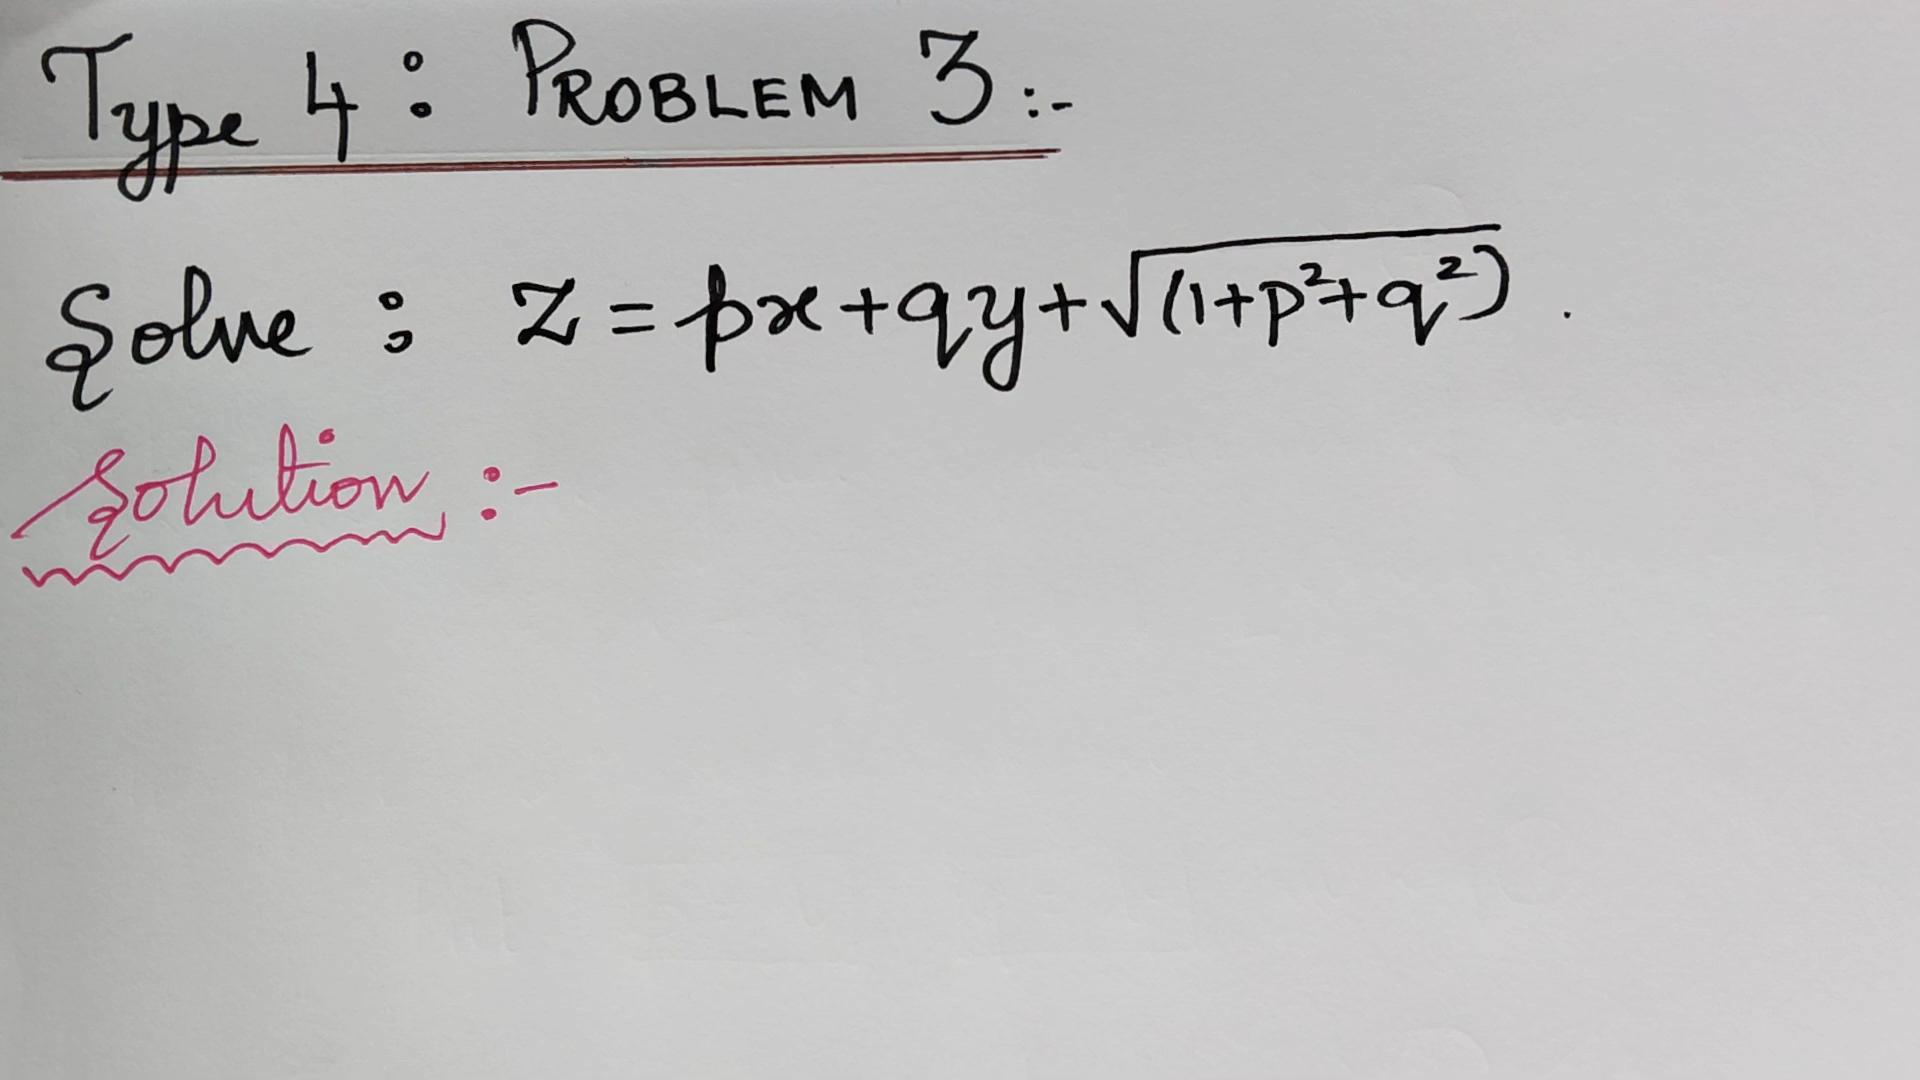 Type 4 : PROBLEM 3 :-
Solve : z = px + qy + √(1+p²+q²) .
Solution :-